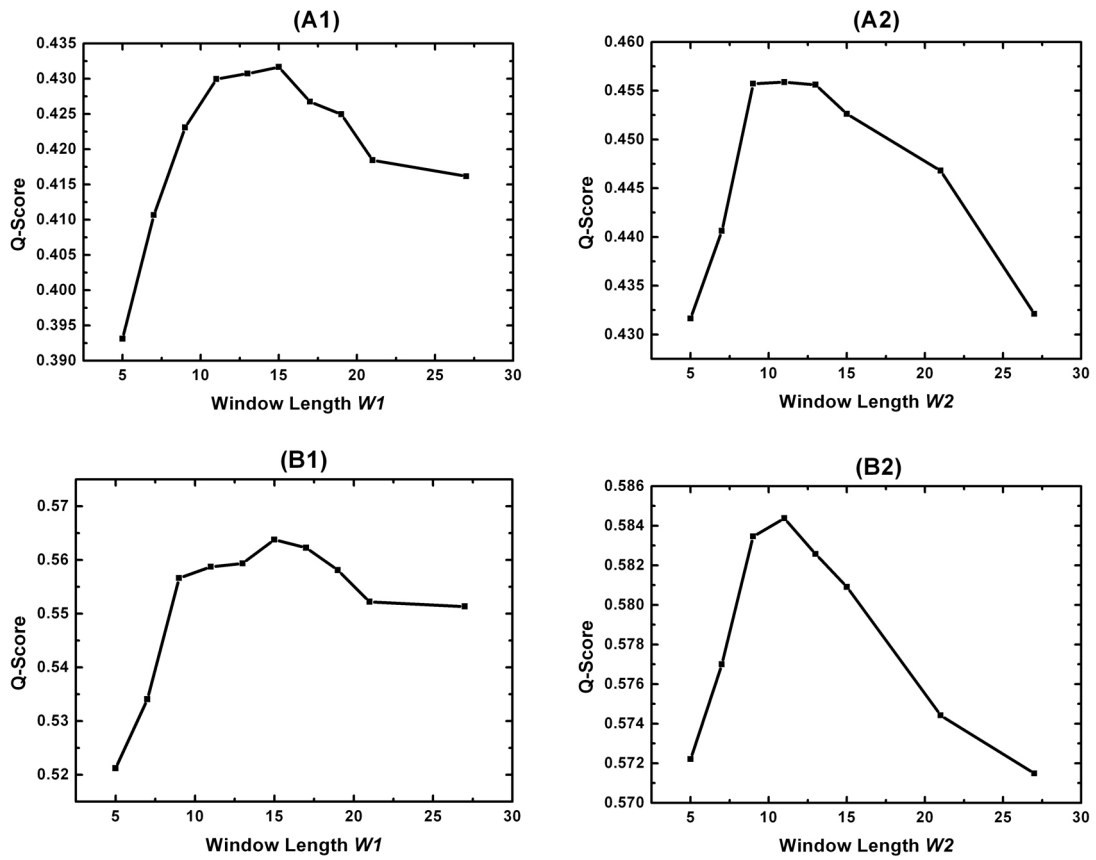 (A1)
0.435
0.430
0.425
0.420
0.415
0.410
0.405
0.400
0.395
0.390
Q-Score
5 10 15 20 25 30
Window Length W1
(A2)
0.460
0.455
0.450
0.445
0.440
0.435
0.430
Q-Score
5 10 15 20 25 30
Window Length W2
(B1)
0.57
0.56
0.55
0.54
0.53
0.52
Q-Score
5 10 15 20 25 30
Window Length W1
(B2)
0.586
0.584
0.582
0.580
0.578
0.576
0.574
0.572
0.570
Q-Score
5 10 15 20 25 30
Window Length W2